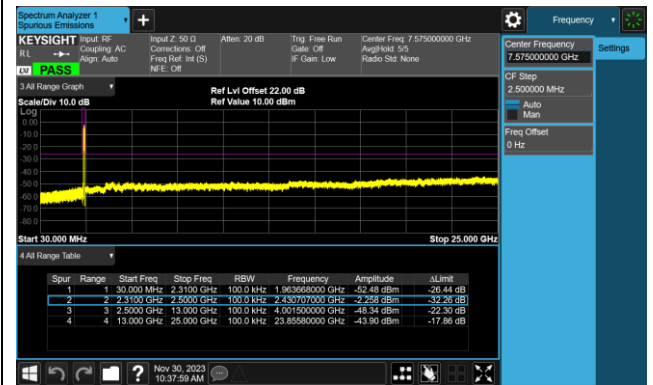 Spectrum Analyzer 1
Spurious Emissions
Frequency
KEYSIGHT
Input: RF
Coupling: AC
Align: Auto
Input Z: 50 Ω
Corrections: Off
Freq Ref: Int (S)
NFE: Off
Atten: 20 dB
Trig: Free Run
Gate: Off
IF Gain: Low
Center Freq: 7.575000000 GHz
Avg|Hold: 5/5
Radio Std: None
RL
LXI
PASS
Center Frequency
7.575000000 GHz
Settings
CF Step
2.500000 MHz
Auto
Man
Freq Offset
0 Hz
3 All Range Graph
Scale/Div 10.0 dB
Ref Lvl Offset 22.00 dB
Ref Value 10.00 dBm
Log
0.00
-10.0
-20.0
-30.0
-40.0
-50.0
-60.0
-70.0
-80.0
Start 30.000 MHz Stop 25.000 GHz
4 All Range Table
Spur Range Start Freq Stop Freq RBW Frequency Amplitude ΔLimit
1 1 30.000 MHz 2.3100 GHz 100.0 kHz 1.963668000 GHz -52.48 dBm -26.44 dB
2 2 2.3100 GHz 2.5000 GHz 100.0 kHz 2.430707000 GHz -2.258 dBm -32.26 dB
3 3 2.5000 GHz 13.000 GHz 100.0 kHz 4.001500000 GHz -48.34 dBm -22.30 dB
4 4 13.000 GHz 25.000 GHz 100.0 kHz 23.85580000 GHz -43.90 dBm -17.86 dB
Nov 30, 2023
10:37:59 AM